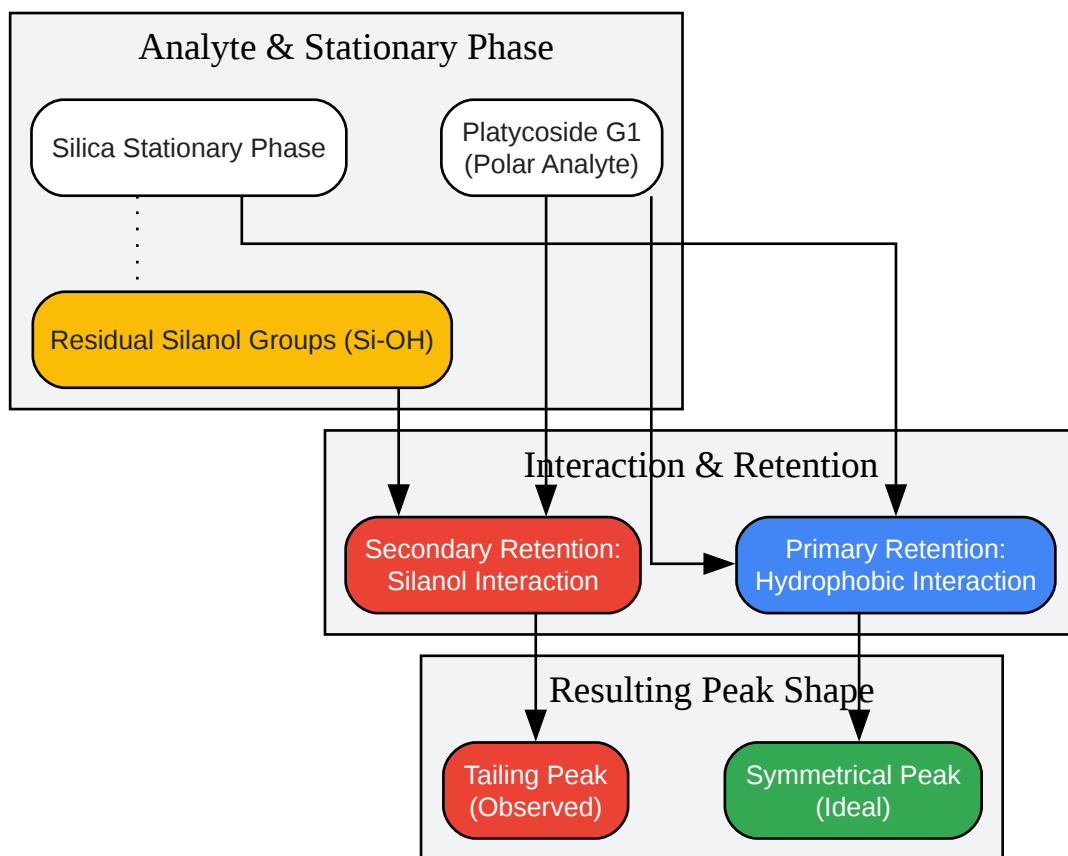 Analyte & Stationary Phase
Silica Stationary Phase
Platycoside G1
(Polar Analyte)
Residual Silanol Groups (Si-OH)
Interaction & Retention
Secondary Retention:
Silanol Interaction
Primary Retention:
Hydrophobic Interaction
Resulting Peak Shape
Tailing Peak
(Observed)
Symmetrical Peak
(Ideal)